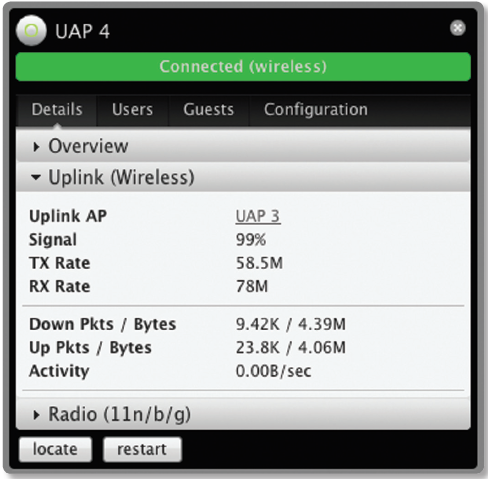 UAP 4
Connected (wireless)
Details Users Guests Configuration
Overview
Uplink (Wireless)
Uplink AP UAP 3
Signal 99%
TX Rate 58.5M
RX Rate 78M
Down Pkts / Bytes 9.42K / 4.39M
Up Pkts / Bytes 23.8K / 4.06M
Activity 0.00B/sec
Radio (11n/b/g)
locate restart